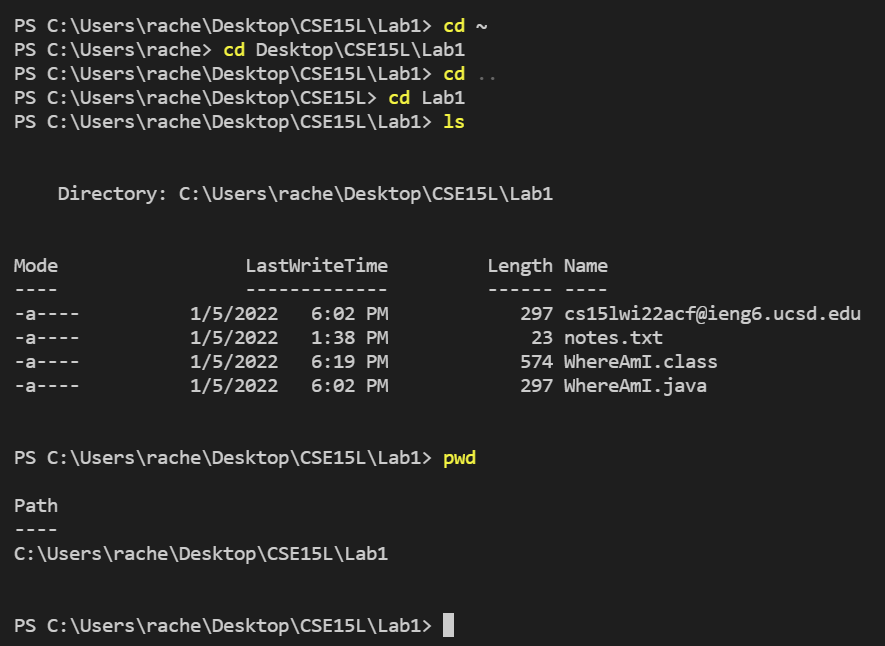 PS C:\Users\rache\Desktop\CSE15L\Lab1> cd ~
PS C:\Users\rache> cd Desktop\CSE15L\Lab1
PS C:\Users\rache\Desktop\CSE15L\Lab1> cd ..
PS C:\Users\rache\Desktop\CSE15L> cd Lab1
PS C:\Users\rache\Desktop\CSE15L\Lab1> ls
    Directory: C:\Users\rache\Desktop\CSE15L\Lab1
Mode                 LastWriteTime         Length Name
----                 -------------         ------ ----
-a----          1/5/2022   6:02 PM            297 cs15lwi22acf@ieng6.ucsd.edu
-a----          1/5/2022   1:38 PM             23 notes.txt
-a----          1/5/2022   6:19 PM            574 WhereAmI.class
-a----          1/5/2022   6:02 PM            297 WhereAmI.java
PS C:\Users\rache\Desktop\CSE15L\Lab1> pwd
Path
----
C:\Users\rache\Desktop\CSE15L\Lab1
PS C:\Users\rache\Desktop\CSE15L\Lab1>